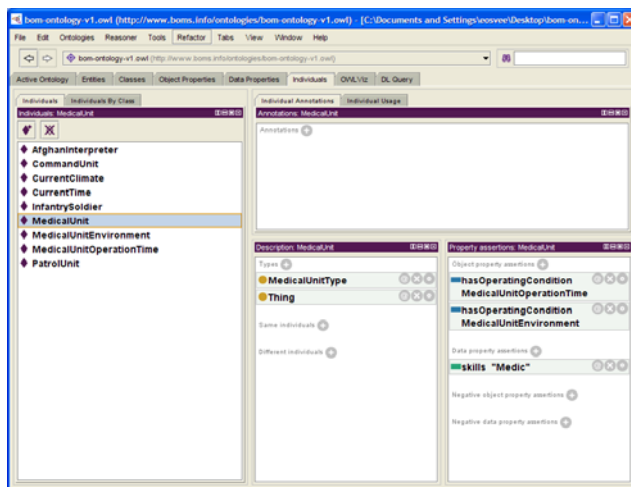 bom-ontology-v1.owl (http://www.boms.info/ontologies/bom-ontology-v1.owl) - [C:\Documents and Settings\eosvee\Desktop\bom-on...
File Edit Ontologies Reasoner Tools Refactor Tabs View Window Help
bom-ontology-v1.owl (http://www.boms.info/ontologies/bom-ontology-v1.owl)
Active Ontology Entities Classes Object Properties Data Properties Individuals OWLViz DL Query
Individuals Individuals By Class
Individuals: MedicalUnit
AfghanInterpreter
CommandUnit
CurrentClimate
CurrentTime
InfantrySoldier
MedicalUnit
MedicalUnitEnvironment
MedicalUnitOperationTime
PatrolUnit
Individual Annotations Individual Usage
Annotations: MedicalUnit
Annotations
Description: MedicalUnit
Types
MedicalUnitType
Thing
Same individuals
Different individuals
Property assertions: MedicalUnit
Object property assertions
hasOperatingCondition
MedicalUnitOperationTime
hasOperatingCondition
MedicalUnitEnvironment
Data property assertions
skills "Medic"
Negative object property assertions
Negative data property assertions